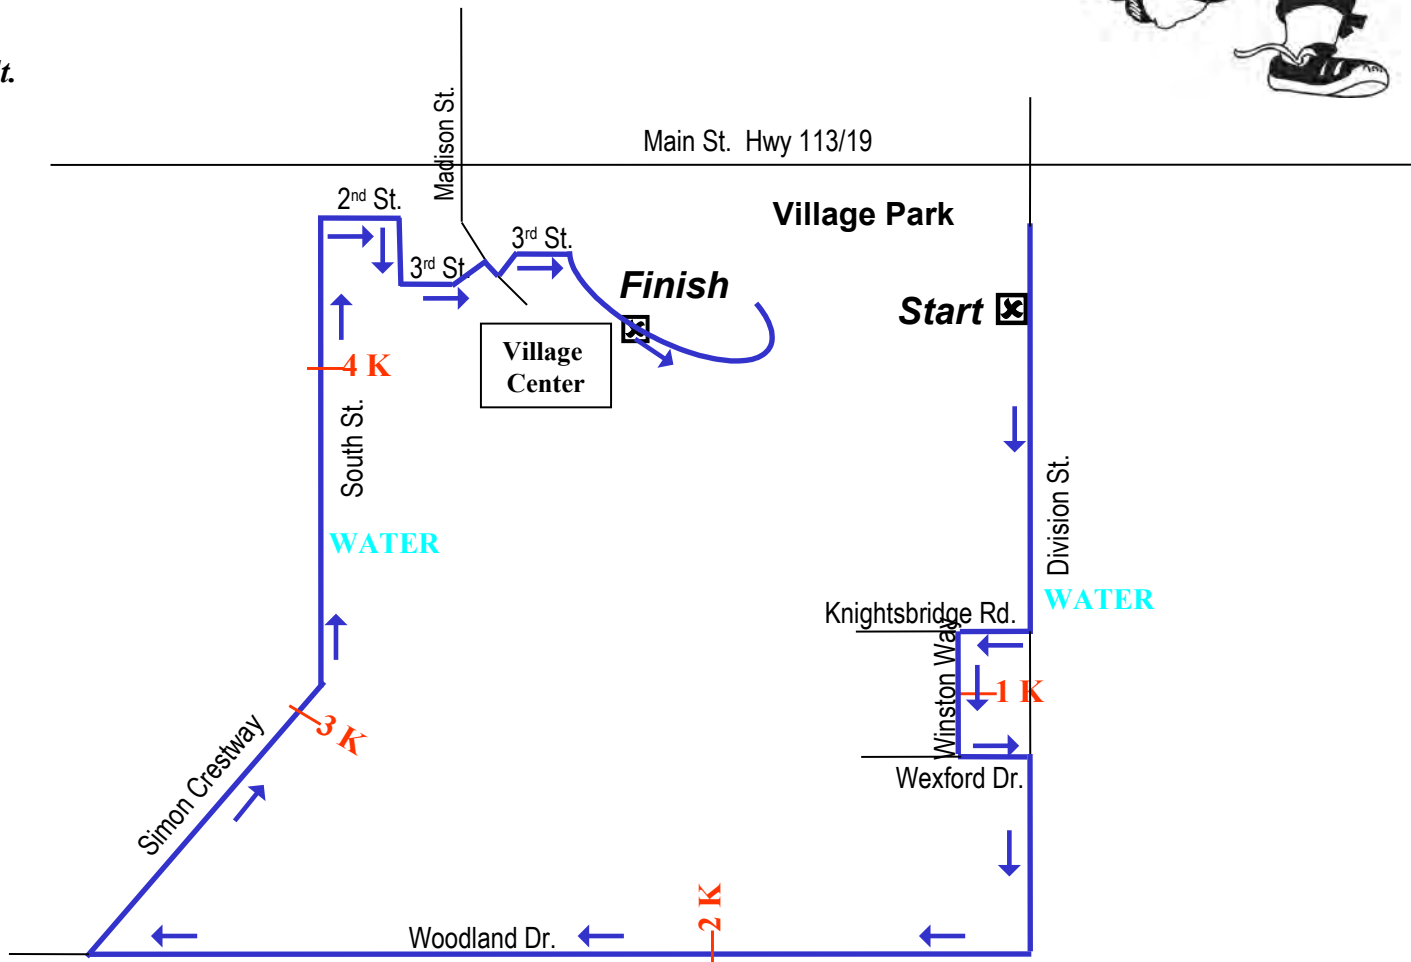 lt.
Madison St.
Main St. Hwy 113/19
2nd St.
Village Park
3rd St.
3rd St.
Finish
Start
Village
Center
4 K
South St.
Division St.
WATER
WATER
Knightsbridge Rd.
Winston Way
1 K
3 K
Simon Crestway
Wexford Dr.
2 K
Woodland Dr.